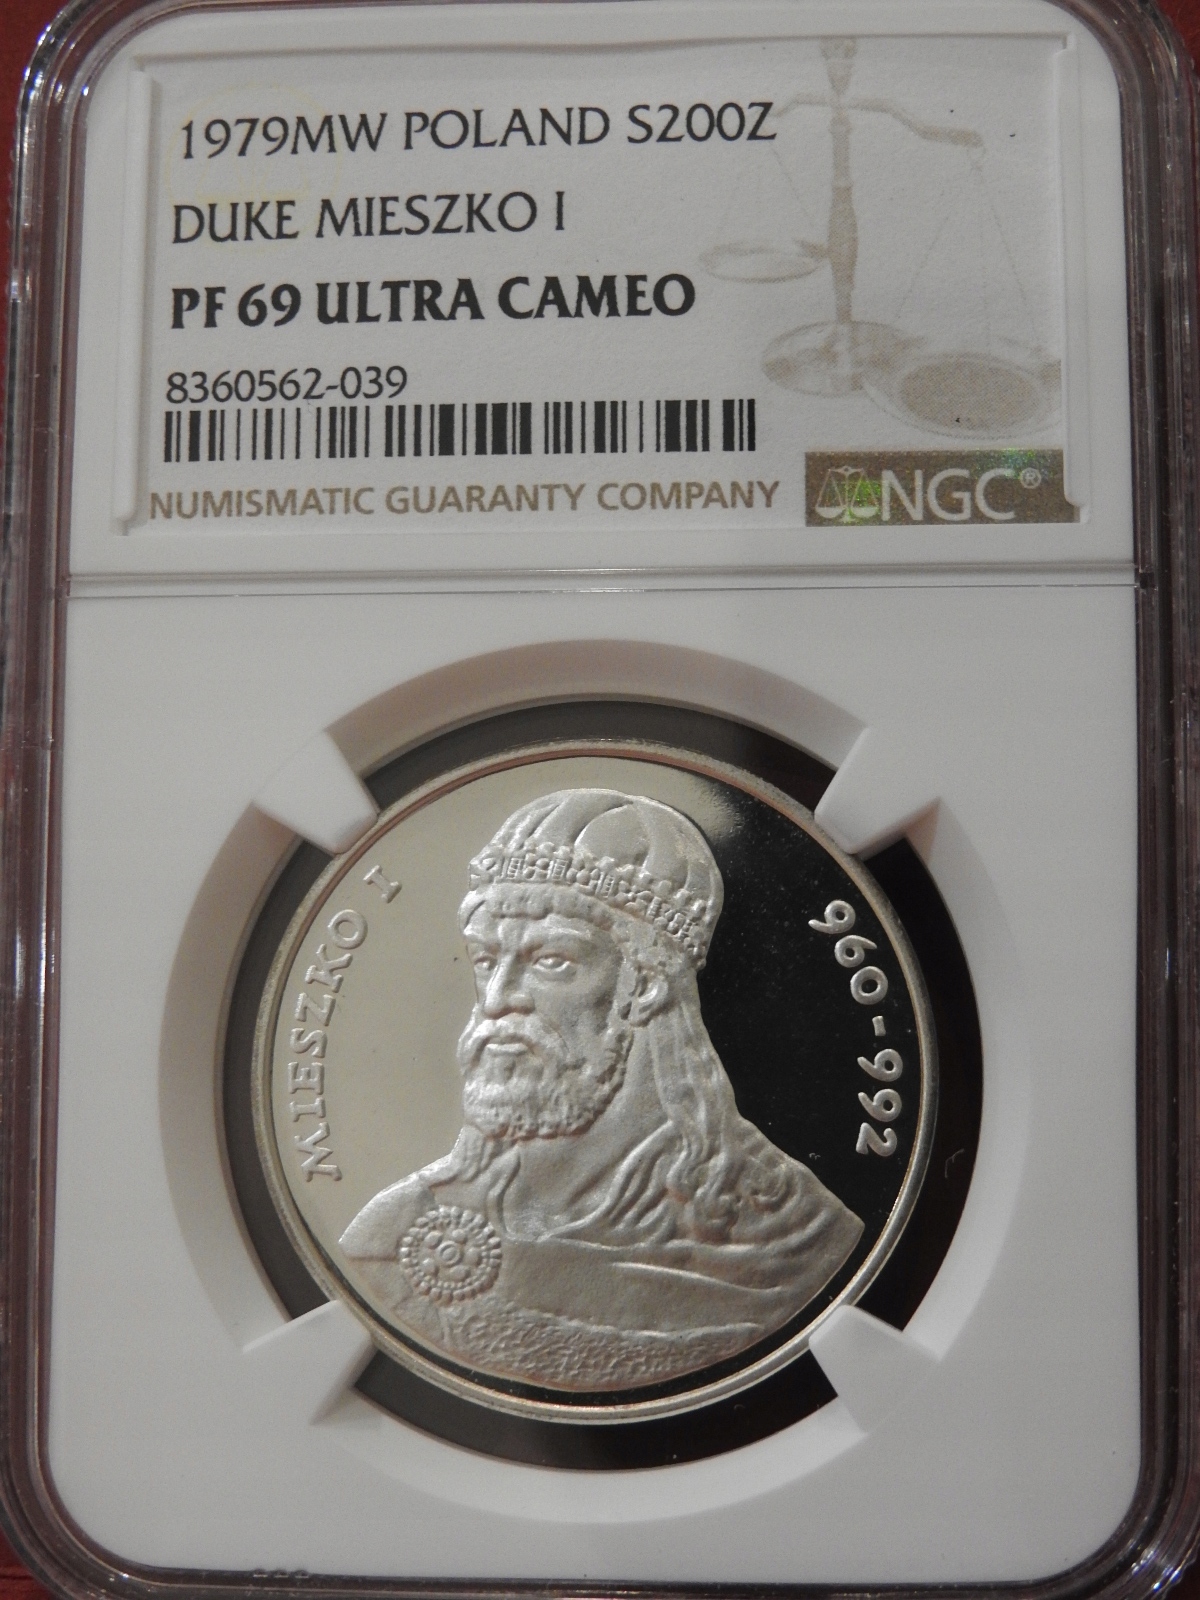 1979MW POLAND S200Z
DUKE MIESZKO I
PF 69 ULTRA CAMEO
8360562-039
NUMISMATIC GUARANTY COMPANY
NGC®
MIESZKO I
960-992